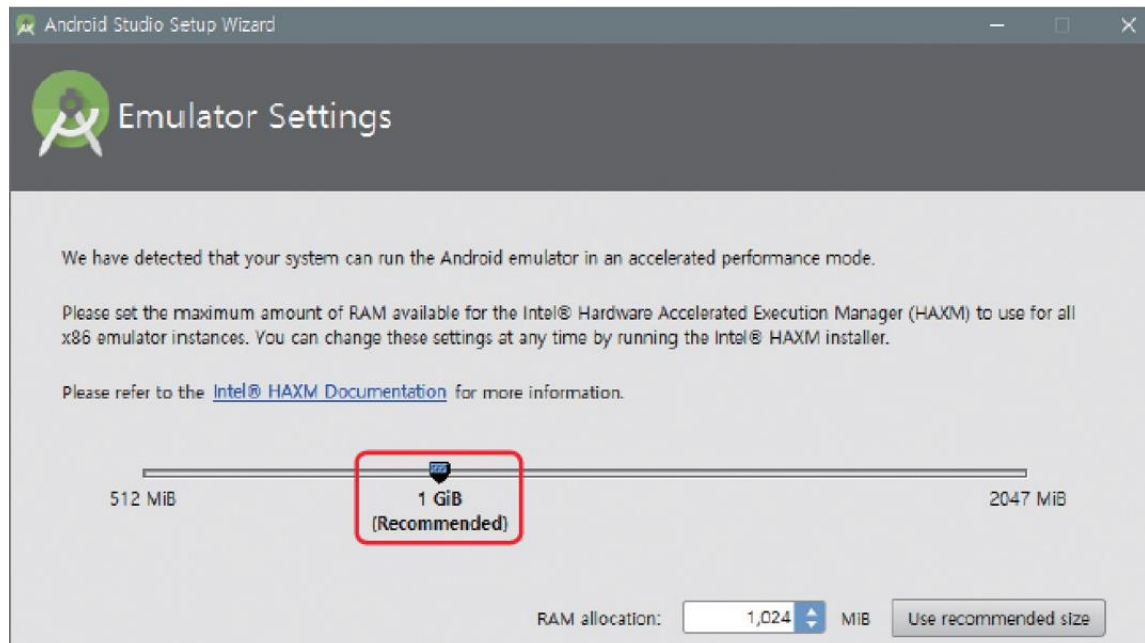 Android Studio Setup Wizard
Emulator Settings
We have detected that your system can run the Android emulator in an accelerated performance mode.
Please set the maximum amount of RAM available for the Intel® Hardware Accelerated Execution Manager (HAXM) to use for all
x86 emulator instances. You can change these settings at any time by running the Intel® HAXM installer.
Please refer to the Intel® HAXM Documentation for more information.
512 MiB 1 GiB 2047 MiB
(Recommended)
RAM allocation: 1,024 MiB Use recommended size